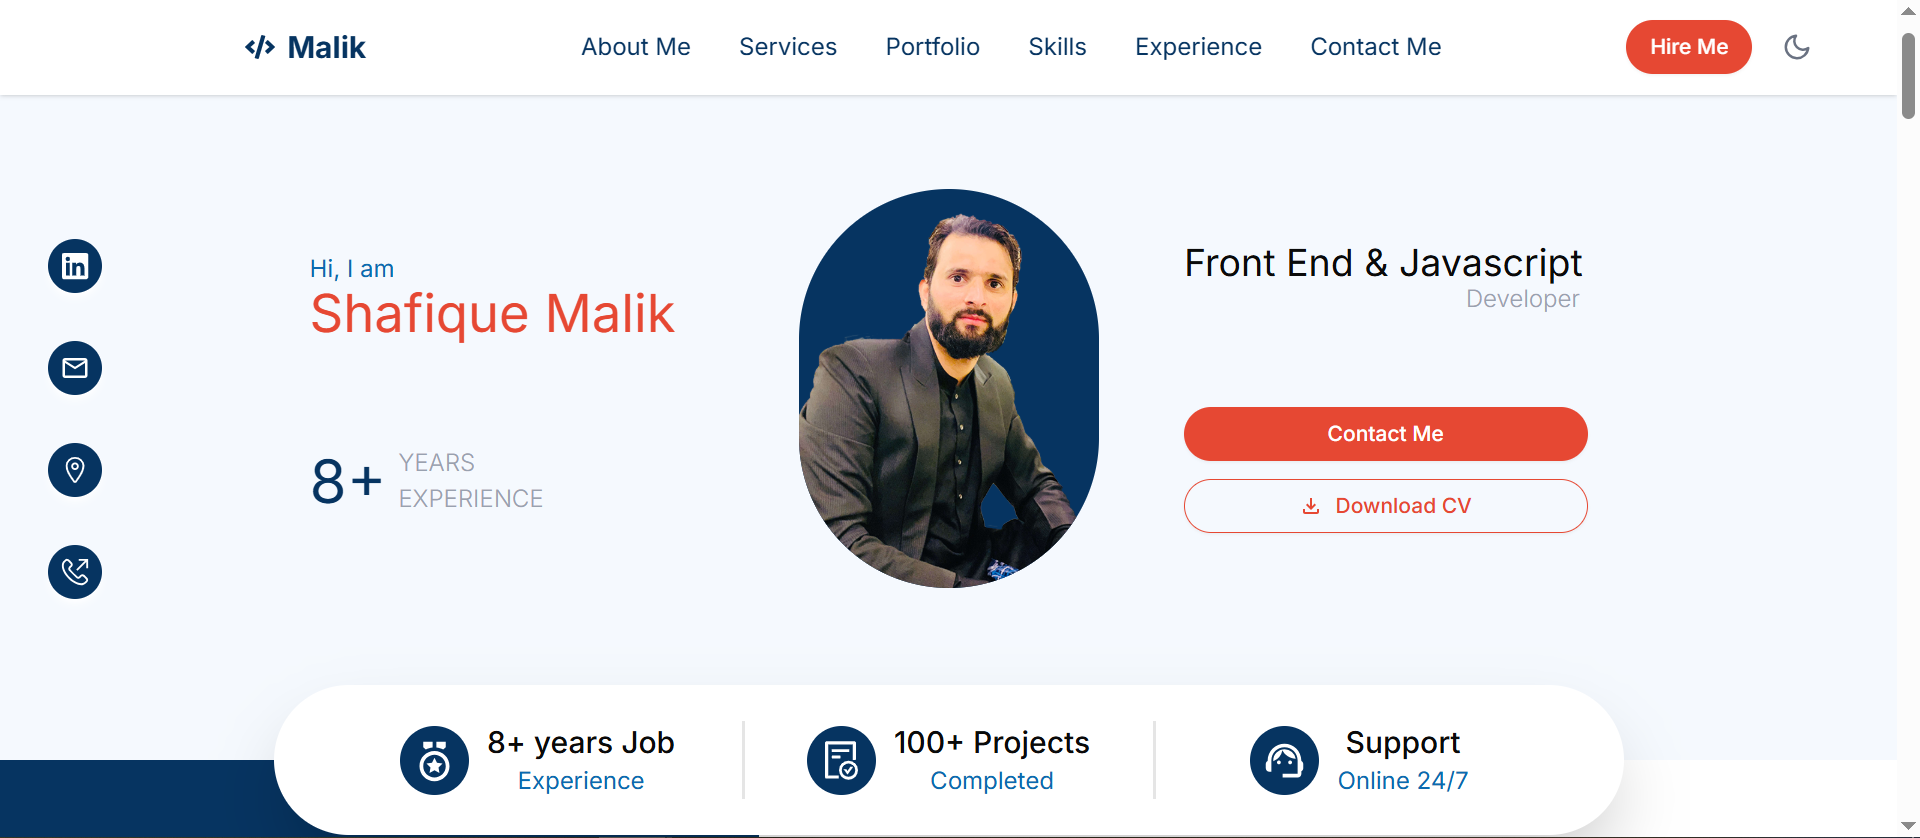 Malik
About Me
Services
Portfolio
Skills
Experience
Contact Me
Hire Me
Hi, I am
Shafique Malik
8+
YEARS
EXPERIENCE
Front End & Javascript
Developer
Contact Me
Download CV
8+ years Job
Experience
100+ Projects
Completed
Support
Online 24/7